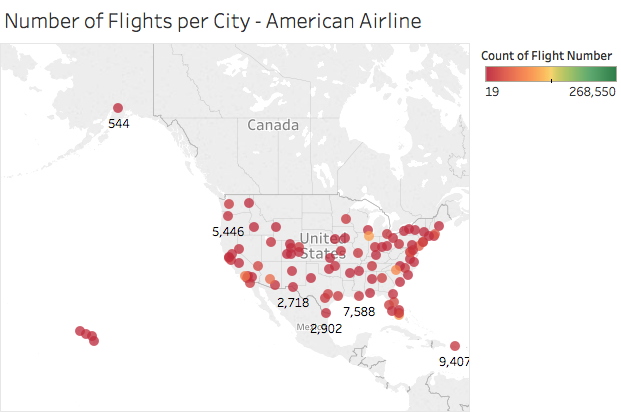 Number of Flights per City - American Airline
Count of Flight Number
19 268,550
544
Canada
5,446
United
States
2,718
7,588
2,902
9,407